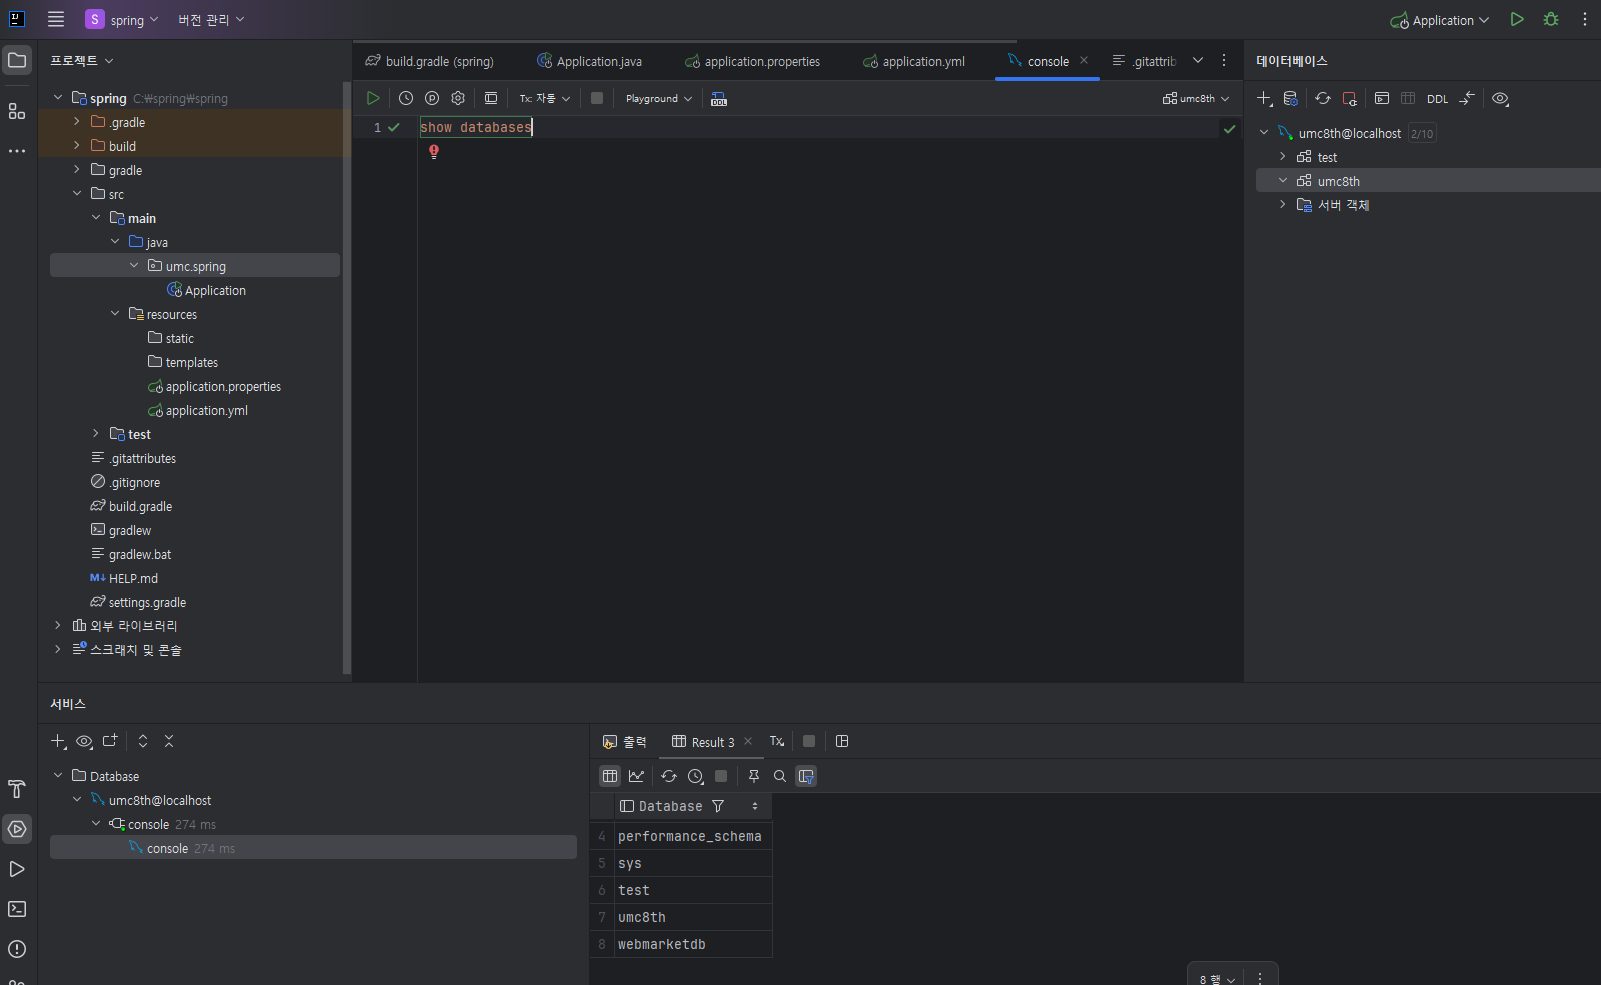 S spring 버전 관리 Application
프로젝트
build.gradle (spring) Application.java application.properties application.yml console .gitattrib
데이터베이스
Tx: 자동 Playground DDL umc8th
DDL
1 show databases
spring C:₩spring₩spring
.gradle
build
gradle
src
main
java
umc.spring
Application
resources
static
templates
application.properties
application.yml
test
.gitattributes
.gitignore
build.gradle
gradlew
gradlew.bat
M↓ HELP.md
settings.gradle
외부 라이브러리
스크래치 및 콘솔
umc8th@localhost 2/10
test
umc8th
서버 객체
서비스
Database
umc8th@localhost
console 274 ms
console 274 ms
출력 Result 3 Tx
Database
4 performance_schema
5 sys
6 test
7 umc8th
8 webmarketdb
8 행